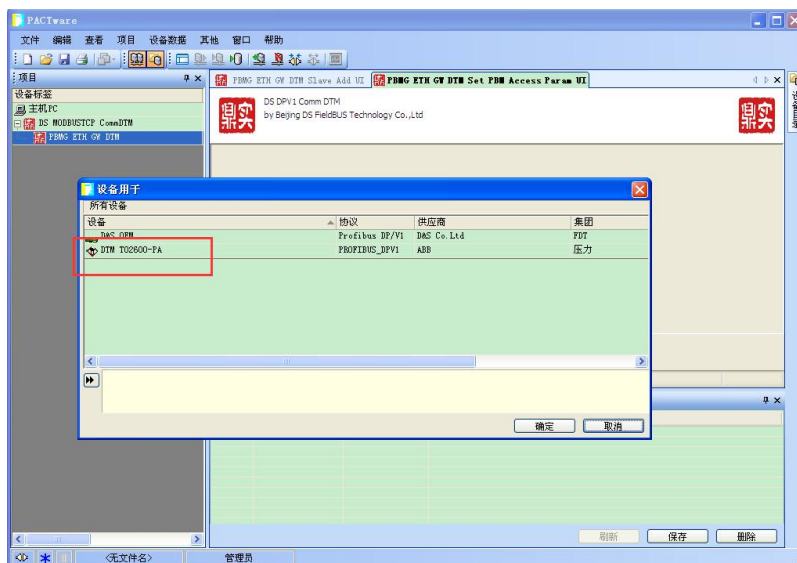 PACTware
文件 编辑 查看 项目 设备数据 其他 窗口 帮助
项目
设备标签
主机PC
DS MODBUSTCP CommDTM
PBMG ETH GW DTM
PBMG ETH GW DTM Slave Add UI
PBMG ETH GW DTM Set PBM Access Param UI
鼎实
DS DPV1 Comm DTM
by Beijing DS FieldBUS Technology Co.,Ltd
鼎实
设备用于
所有设备
设备 协议 供应商 集团
D&S OEM Profibus DP/V1 D&S Co.Ltd FDT
DTM TO2600-PA PROFIBUS_DPV1 ABB 压力
确定 取消
刷新 保存 删除
<无文件名> 管理员